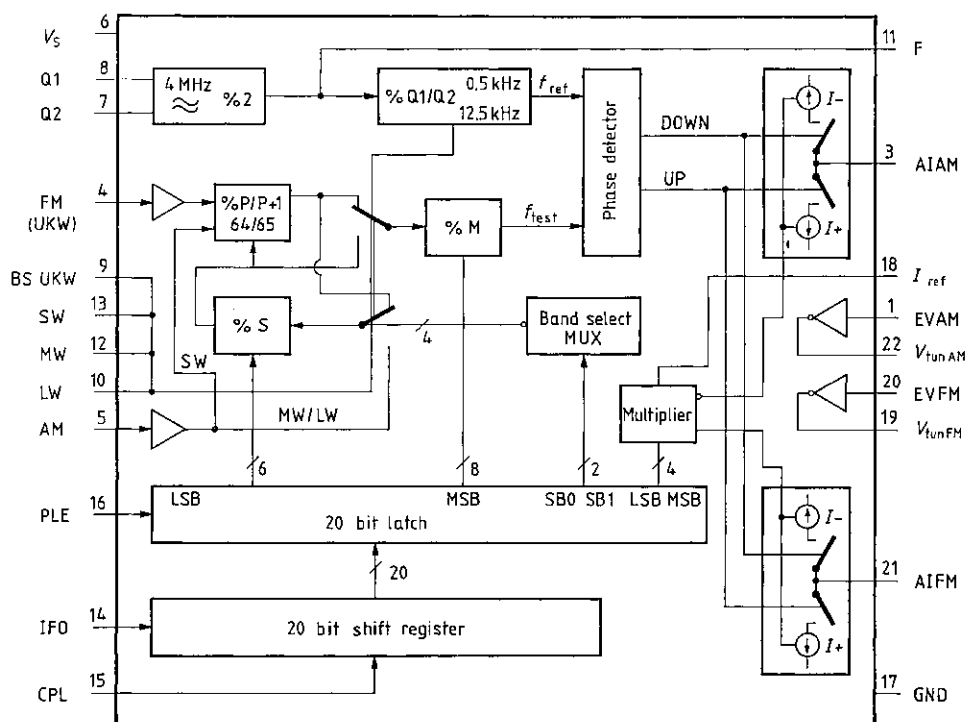 6
V_S
11
F
8
Q1
7
Q2
4 MHz
%2
% Q1/Q2
0,5 kHz
12,5 kHz
f_ref
Phase detector
DOWN
UP
I-
I+
3
AIAM
4
FM
(UKW)
%P/P+1
64/65
% M
f_test
9
BS UKW
13
SW
12
MW
10
LW
5
AM
% S
SW
MW/LW
4
Band select
MUX
Multiplier
18
I_ref
1
EVAM
22
V_tunAM
20
EVFM
19
V_tunFM
6
8
2
4
LSB
MSB
SB0 SB1
LSB MSB
16
PLE
20 bit latch
20
14
IFO
20 bit shift register
15
CPL
I-
I+
21
AIFM
17
GND